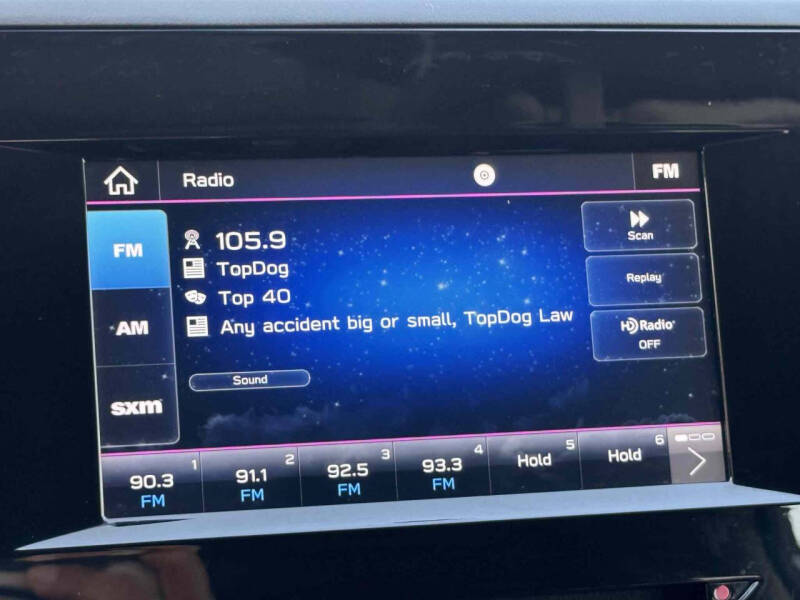 Radio
FM
FM
AM
sxm
105.9
TopDog
Top 40
Any accident big or small, TopDog Law
Sound
Scan
Replay
HD Radio
OFF
90.3 1
FM
91.1 2
FM
92.5 3
FM
93.3 4
FM
Hold 5
Hold 6